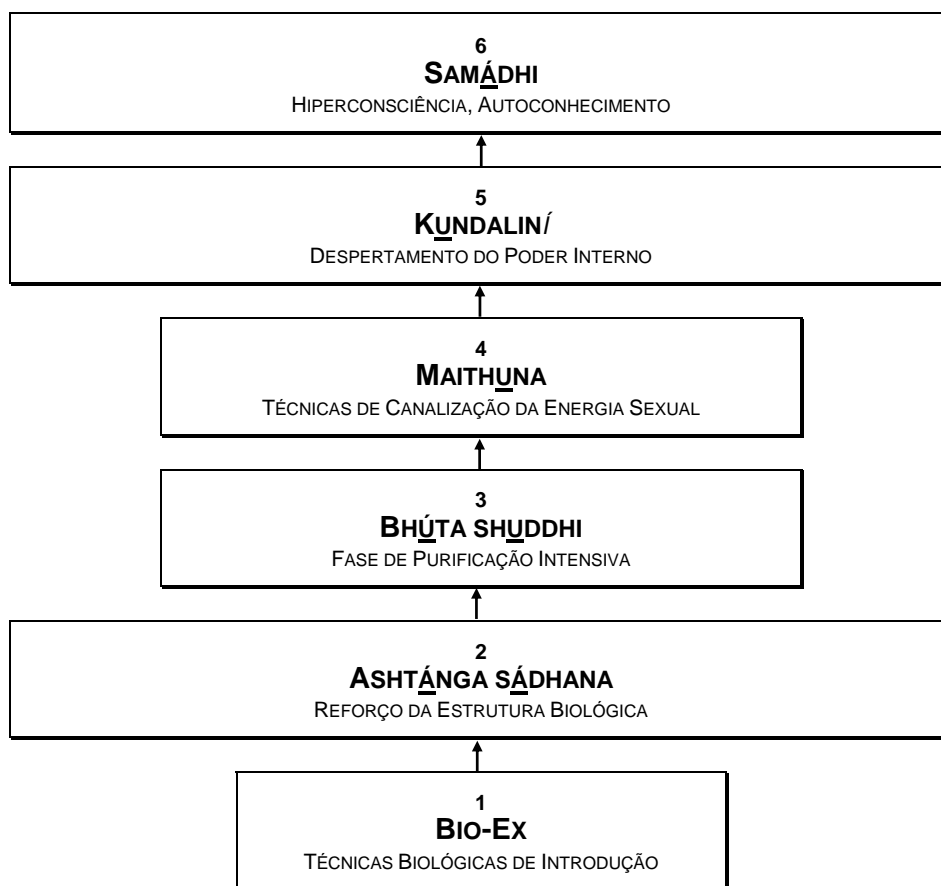 6
SAMÁDHI
HIPERCONSCIÊNCIA, AUTOCONHECIMENTO
5
KUNDALINÍ
DESPERTAMENTO DO PODER INTERNO
4
MAITHUNA
TÉCNICAS DE CANALIZAÇÃO DA ENERGIA SEXUAL
3
BHÚTA SHUDDHI
FASE DE PURIFICAÇÃO INTENSIVA
2
ASHTÁNGA SÁDHANA
REFORÇO DA ESTRUTURA BIOLÓGICA
1
BIO-EX
TÉCNICAS BIOLÓGICAS DE INTRODUÇÃO